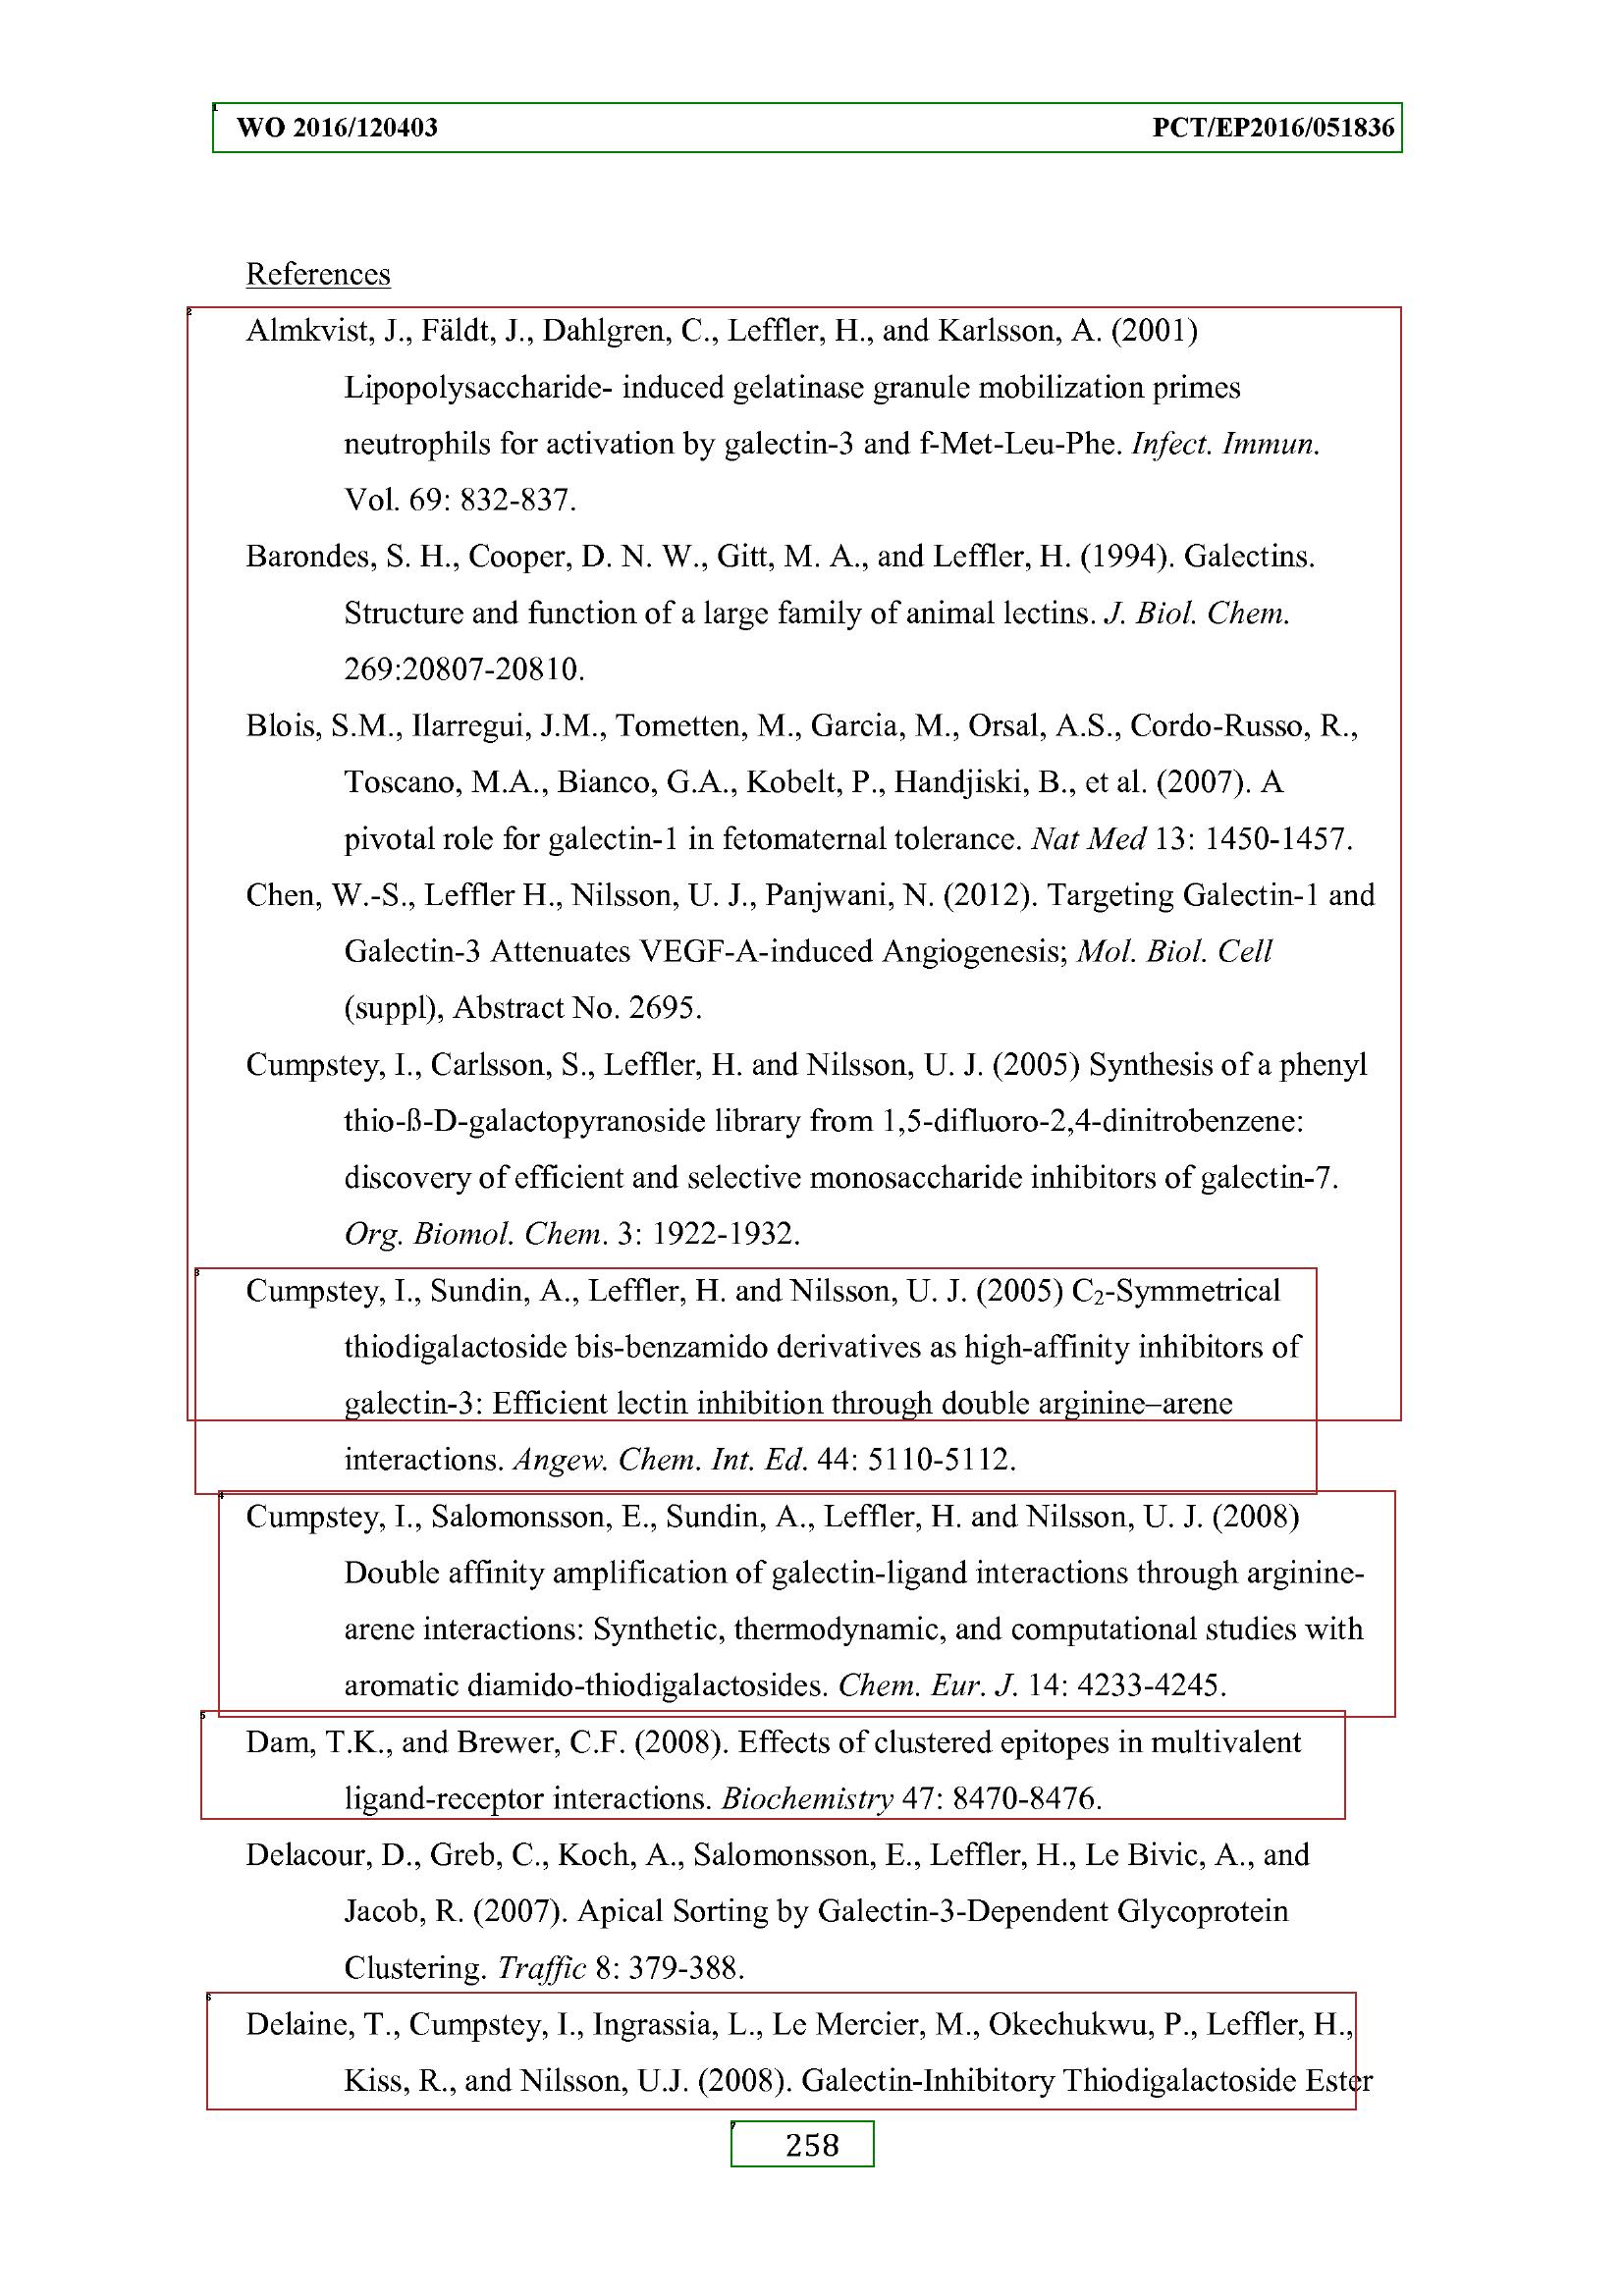 WO 2016/120403 PCT/EP2016/051836
References
Almkvist, J., Fäldt, J., Dahlgren, C., Leffler, H., and Karlsson, A. (2001)
Lipopolysaccharide- induced gelatinase granule mobilization primes
neutrophils for activation by galectin-3 and f-Met-Leu-Phe. Infect. Immun.
Vol. 69: 832-837.
Barondes, S. H., Cooper, D. N. W., Gitt, M. A., and Leffler, H. (1994). Galectins.
Structure and function of a large family of animal lectins. J. Biol. Chem.
269:20807-20810.
Blois, S.M., Ilarregui, J.M., Tometten, M., Garcia, M., Orsal, A.S., Cordo-Russo, R.,
Toscano, M.A., Bianco, G.A., Kobelt, P., Handjiski, B., et al. (2007). A
pivotal role for galectin-1 in fetomaternal tolerance. Nat Med 13: 1450-1457.
Chen, W.-S., Leffler H., Nilsson, U. J., Panjwani, N. (2012). Targeting Galectin-1 and
Galectin-3 Attenuates VEGF-A-induced Angiogenesis; Mol. Biol. Cell
(suppl), Abstract No. 2695.
Cumpstey, I., Carlsson, S., Leffler, H. and Nilsson, U. J. (2005) Synthesis of a phenyl
thio-ß-D-galactopyranoside library from 1,5-difluoro-2,4-dinitrobenzene:
discovery of efficient and selective monosaccharide inhibitors of galectin-7.
Org. Biomol. Chem. 3: 1922-1932.
Cumpstey, I., Sundin, A., Leffler, H. and Nilsson, U. J. (2005) C₂-Symmetrical
thiodigalactoside bis-benzamido derivatives as high-affinity inhibitors of
galectin-3: Efficient lectin inhibition through double arginine–arene
interactions. Angew. Chem. Int. Ed. 44: 5110-5112.
Cumpstey, I., Salomonsson, E., Sundin, A., Leffler, H. and Nilsson, U. J. (2008)
Double affinity amplification of galectin-ligand interactions through arginine-
arene interactions: Synthetic, thermodynamic, and computational studies with
aromatic diamido-thiodigalactosides. Chem. Eur. J. 14: 4233-4245.
Dam, T.K., and Brewer, C.F. (2008). Effects of clustered epitopes in multivalent
ligand-receptor interactions. Biochemistry 47: 8470-8476.
Delacour, D., Greb, C., Koch, A., Salomonsson, E., Leffler, H., Le Bivic, A., and
Jacob, R. (2007). Apical Sorting by Galectin-3-Dependent Glycoprotein
Clustering. Traffic 8: 379-388.
Delaine, T., Cumpstey, I., Ingrassia, L., Le Mercier, M., Okechukwu, P., Leffler, H.,
Kiss, R., and Nilsson, U.J. (2008). Galectin-Inhibitory Thiodigalactoside Ester
258